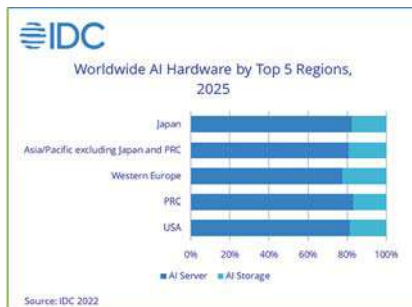 IDC
Worldwide AI Hardware by Top 5 Regions,
2025
Japan
Asia/Pacific excluding Japan and PRC
Western Europe
PRC
USA
0% 20% 40% 60% 80% 100%
AI Server AI Storage
Source: IDC 2022